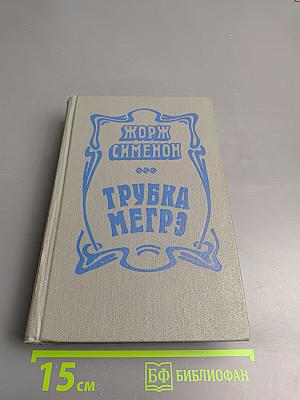 ЖОРЖ
СИМЕНОН
ТРУБКА
МЕГРЭ
15 см
БФ БИБЛИОФАН